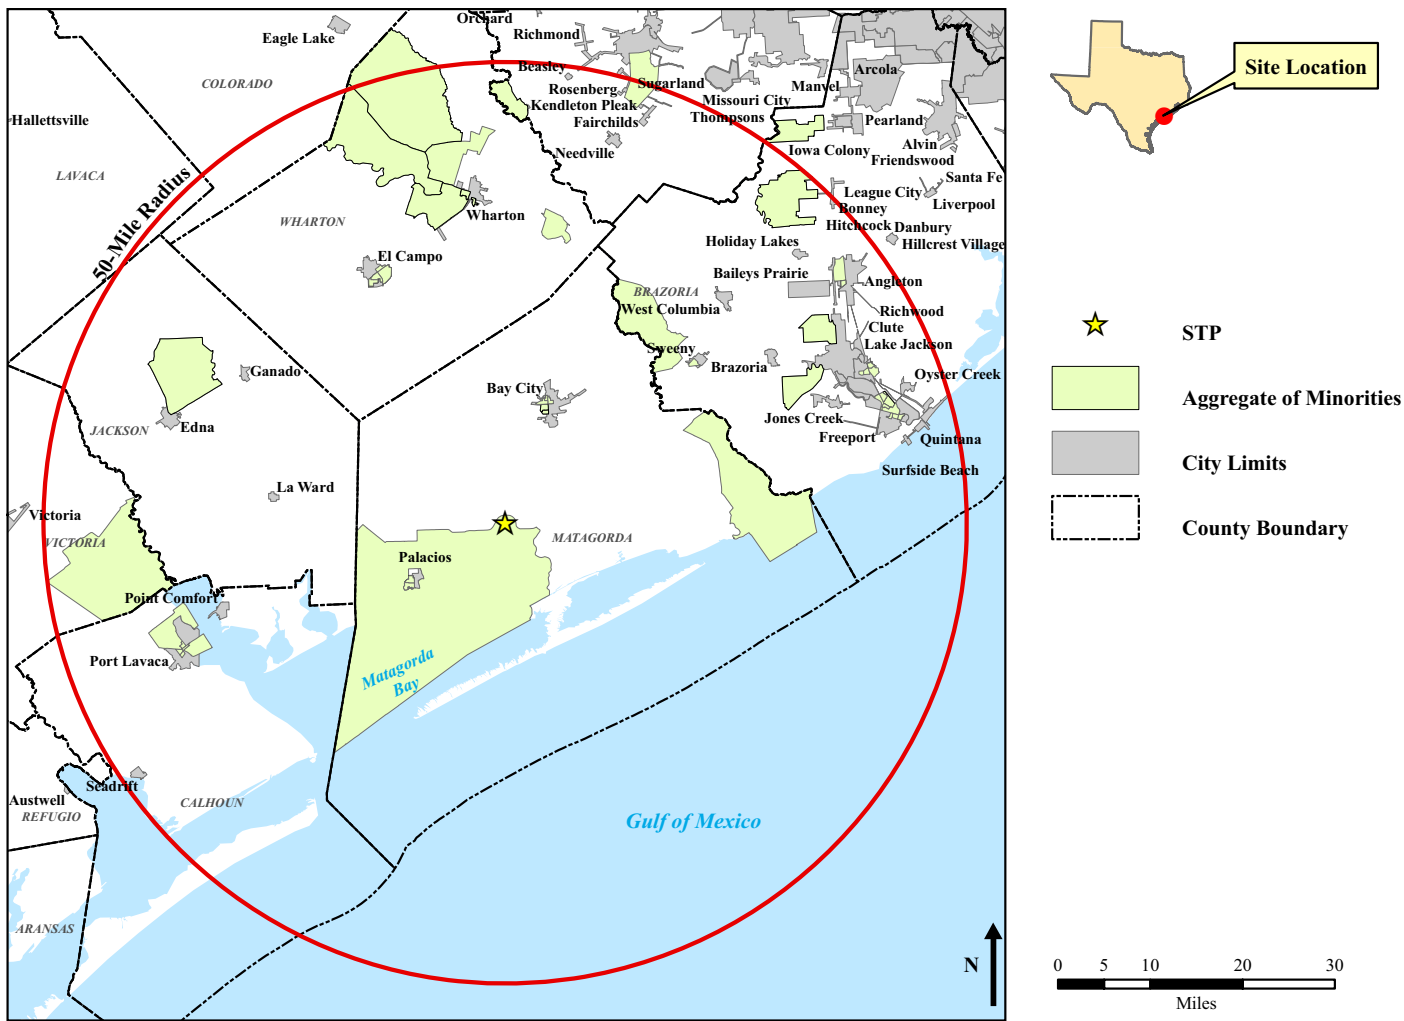 Orchard
Eagle Lake
Richmond
Beasley
COLORADO
Rosenberg
Sugarland
Arcola
Manvel
Kendleton Pleak
Missouri City
Hallettsville
Fairchilds
Thompsons
Pearland
Needville
Iowa Colony
Alvin
Friendswood
LAVACA
Santa Fe
50-Mile Radius
League City
Liverpool
Wharton
Bonney
WHARTON
Hitchcock
Danbury
Holiday Lakes
Hillcrest Village
El Campo
Baileys Prairie
Angleton
BRAZORIA
West Columbia
Richwood
Clute
Sweeny
Lake Jackson
Ganado
Brazoria
Oyster Creek
Bay City
Jones Creek
JACKSON
Edna
Freeport
Quintana
Surfside Beach
La Ward
Victoria
VICTORIA
MATAGORDA
Palacios
Point Comfort
Port Lavaca
Matagorda
Bay
Seadrift
Austwell
CALHOUN
REFUGIO
Gulf of Mexico
ARANSAS
N
Site Location
STP
Aggregate of Minorities
City Limits
County Boundary
0 5 10 20 30
Miles